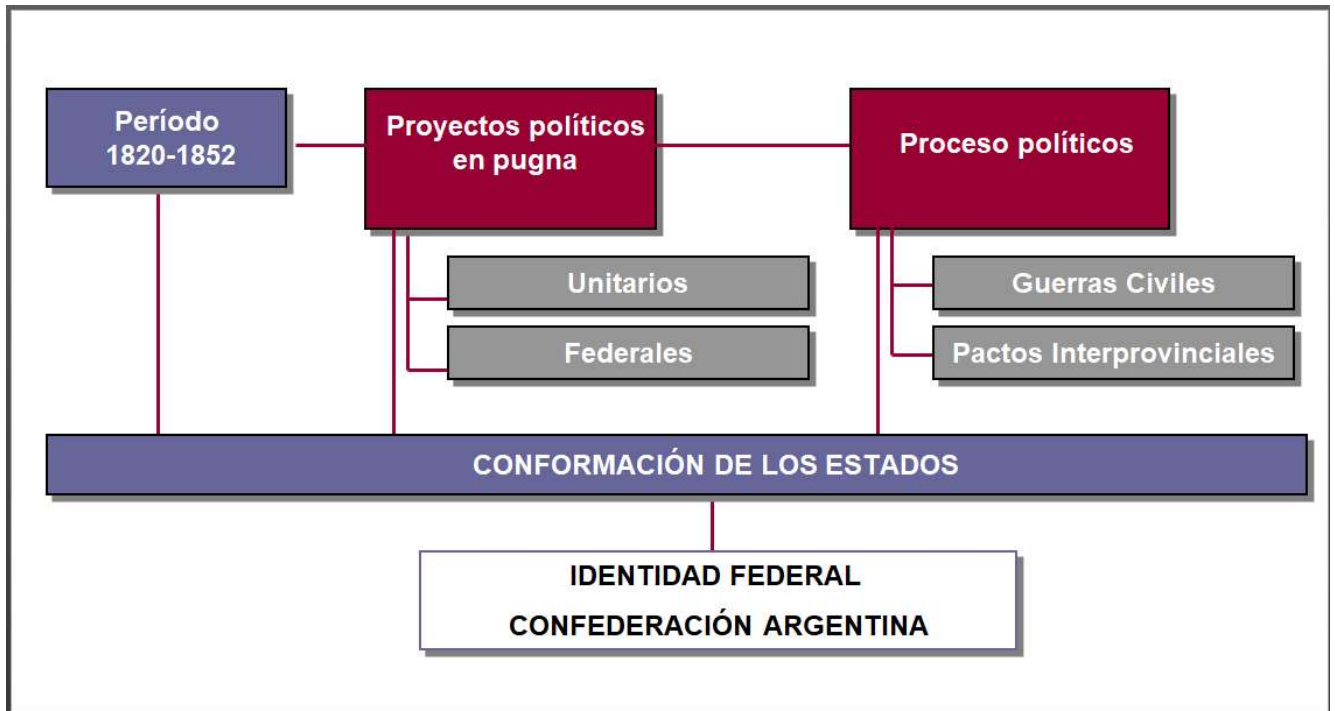 Período
1820-1852
Proyectos políticos
en pugna
Proceso políticos
Unitarios
Federales
Guerras Civiles
Pactos Interprovinciales
CONFORMACIÓN DE LOS ESTADOS
IDENTIDAD FEDERAL
CONFEDERACIÓN ARGENTINA